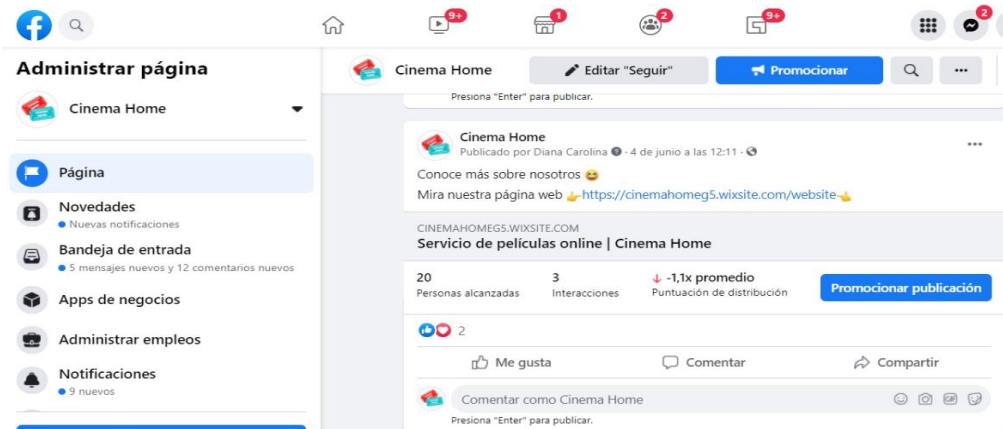 9+
1
2
9+
2
Administrar página
Cinema Home
Página
Novedades
Nuevas notificaciones
Bandeja de entrada
5 mensajes nuevos y 12 comentarios nuevos
Apps de negocios
Administrar empleos
Notificaciones
9 nuevos
Cinema Home
Editar "Seguir"
Promocionar
Presiona "Enter" para publicar.
Cinema Home
Publicado por Diana Carolina · 4 de junio a las 12:11 ·
Conoce más sobre nosotros 😆
Mira nuestra página web 👉https://cinemahomeg5.wixsite.com/website👈
CINEMAHOMEG5.WIXSITE.COM
Servicio de películas online | Cinema Home
20
Personas alcanzadas
3
Interacciones
↓ -1,1x promedio
Puntuación de distribución
Promocionar publicación
2
Me gusta
Comentar
Compartir
Comentar como Cinema Home
GIF
Presiona "Enter" para publicar.